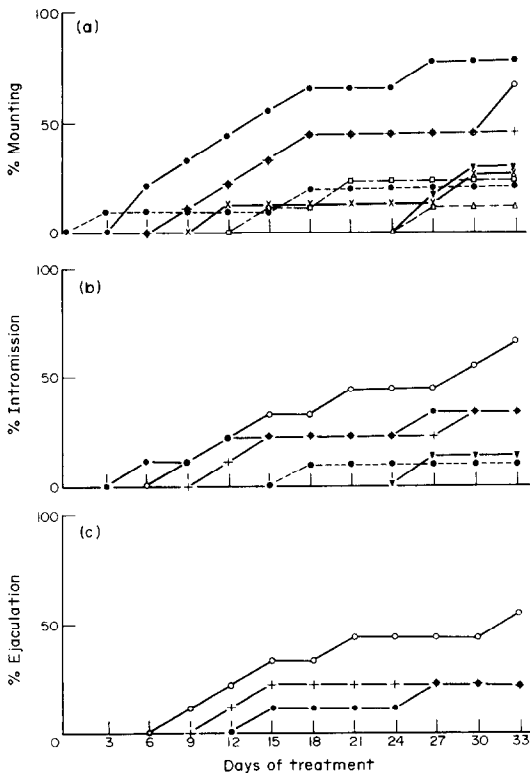 100
(a)
% Mounting
50
0
100
(b)
% Intromission
50
0
100
(c)
% Ejaculation
50
0 3 6 9 12 15 18 21 24 27 30 33
Days of treatment